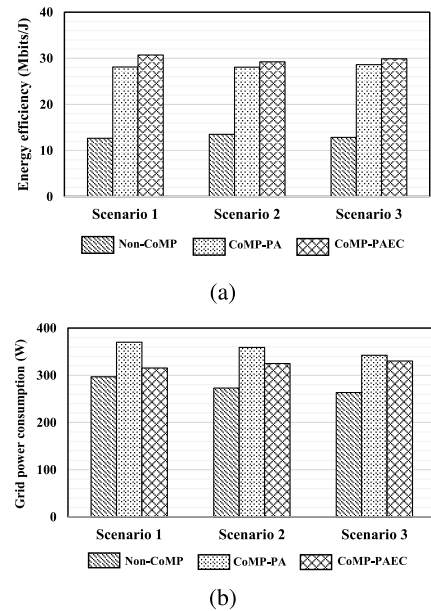 Energy efficiency (Mbits/J)
40
30
20
10
0
Scenario 1 Scenario 2 Scenario 3
Non-CoMP CoMP-PA CoMP-PAEC
(a)
Grid power consumption (W)
400
300
200
100
0
Scenario 1 Scenario 2 Scenario 3
Non-CoMP CoMP-PA CoMP-PAEC
(b)